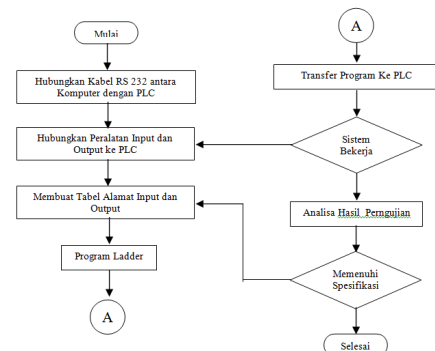 Mulai
Hubungkan Kabel RS 232 antara
Komputer dengan PLC
Hubungkan Peralatan Input dan
Output ke PLC
Membuat Tabel Alamat Input dan
Output
Program Ladder
A
A
Transfer Program Ke PLC
Sistem
Bekerja
Analisa Hasil Perngujian
Memenuhi
Spesifikasi
Selesai